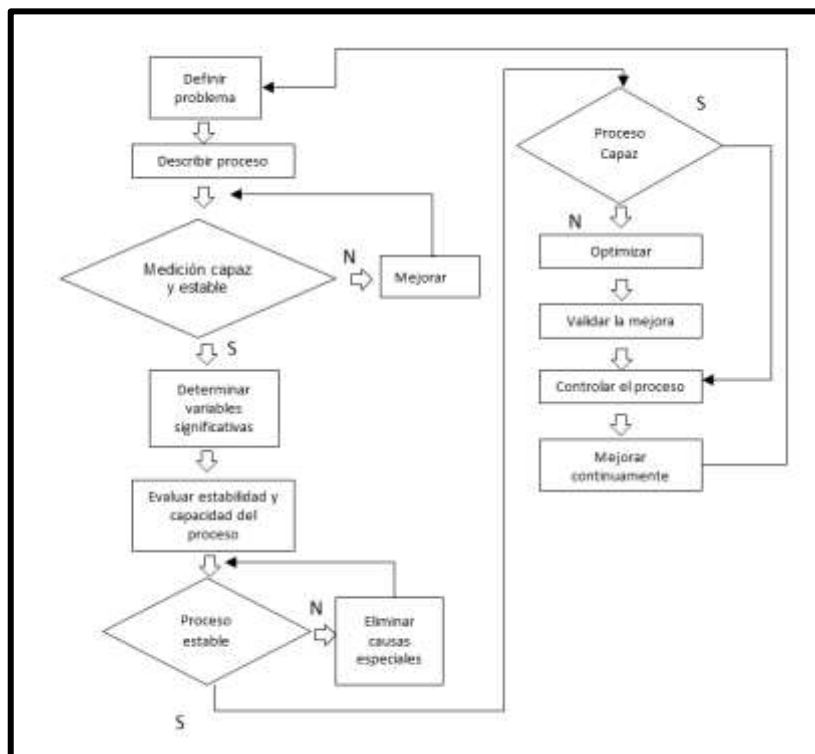 Definir
problema
Describir proceso
Medición capaz
y estable
N
Mejorar
S
Determinar
variables
significativas
Evaluar estabilidad y
capacidad del
proceso
Proceso
estable
N
Eliminar
causas
especiales
S
Proceso
Capaz
S
N
Optimizar
Validar la mejora
Controlar el proceso
Mejorar
continuamente